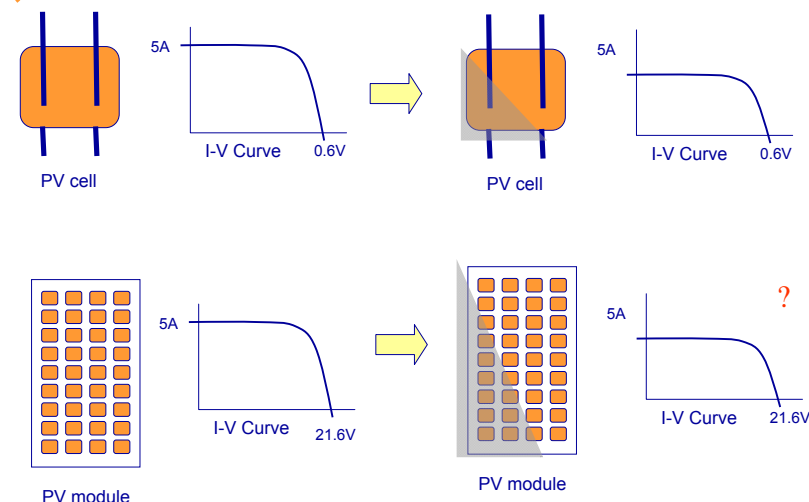 5A
I-V Curve
0.6V
PV cell
5A
I-V Curve
0.6V
PV cell
5A
I-V Curve
21.6V
PV module
5A
?
I-V Curve
21.6V
PV module